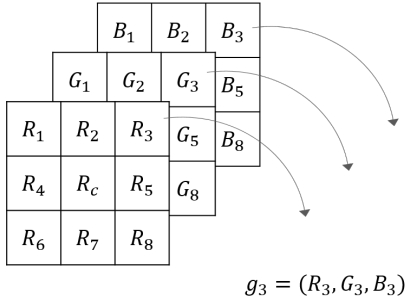 B₁ B₂ B₃
G₁ G₂ G₃ B₅
R₁ R₂ R₃ G₅ B₈
R₄ R_c R₅ G₈
R₆ R₇ R₈
g₃ = (R₃, G₃, B₃)